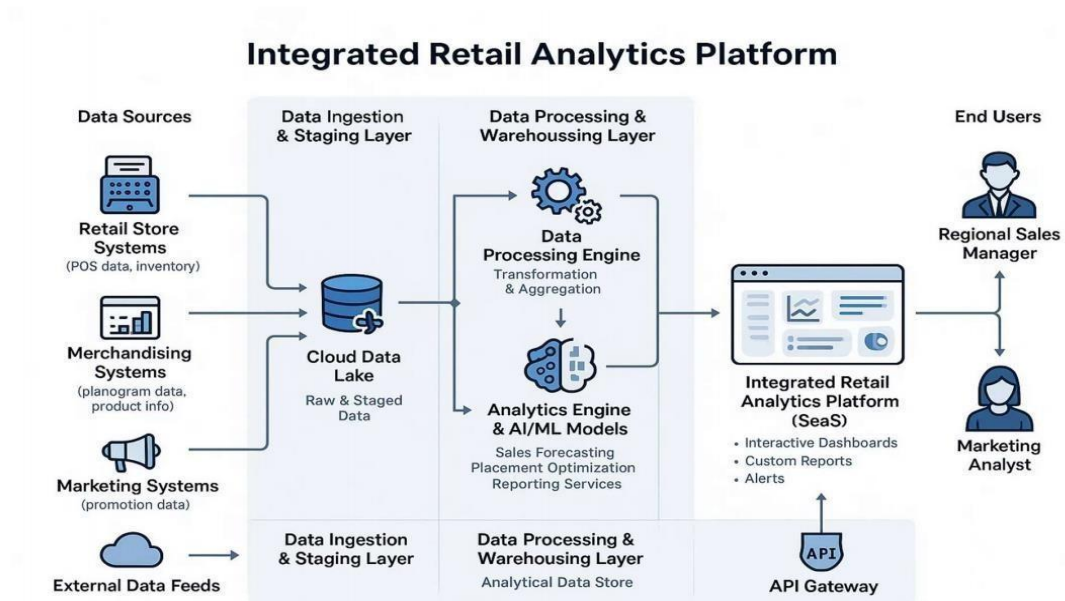 Integrated Retail Analytics Platform
Data Sources
Data Ingestion
& Staging Layer
Data Processing &
Warehoussing Layer
End Users
Retail Store
Systems
(POS data, inventory)
Merchandising
Systems
(planogram data,
product info)
Marketing Systems
(promotion data)
External Data Feeds
Cloud Data
Lake
Raw & Staged
Data
Data
Processing Engine
Transformation
& Aggregation
Analytics Engine
& AI/ML Models
Sales Forecasting
Placement Optimization
Reporting Services
Integrated Retail
Analytics Platform
(SeaS)
• Interactive Dashboards
• Custom Reports
• Alerts
Regional Sales
Manager
Marketing
Analyst
Data Ingestion
& Staging Layer
Data Processing &
Warehousing Layer
Analytical Data Store
API
API Gateway